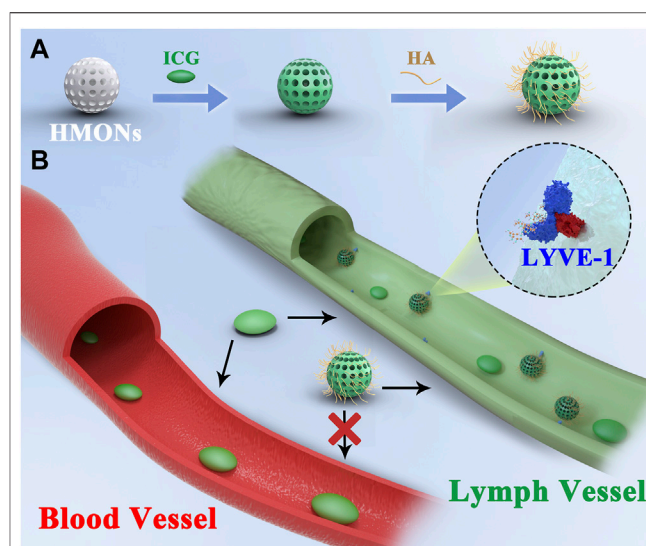 A
ICG
HA
HMONs
B
LYVE-1
Lymph Vessel
Blood Vessel